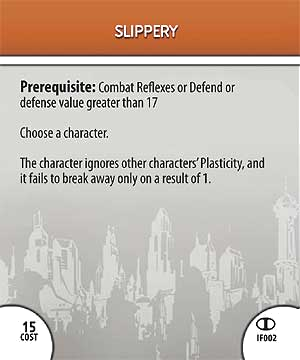 SLIPPERY
Prerequisite: Combat Reflexes or Defend or
defense value greater than 17
Choose a character.
The character ignores other characters' Plasticity, and
it fails to break away only on a result of 1.
15
COST
IF002